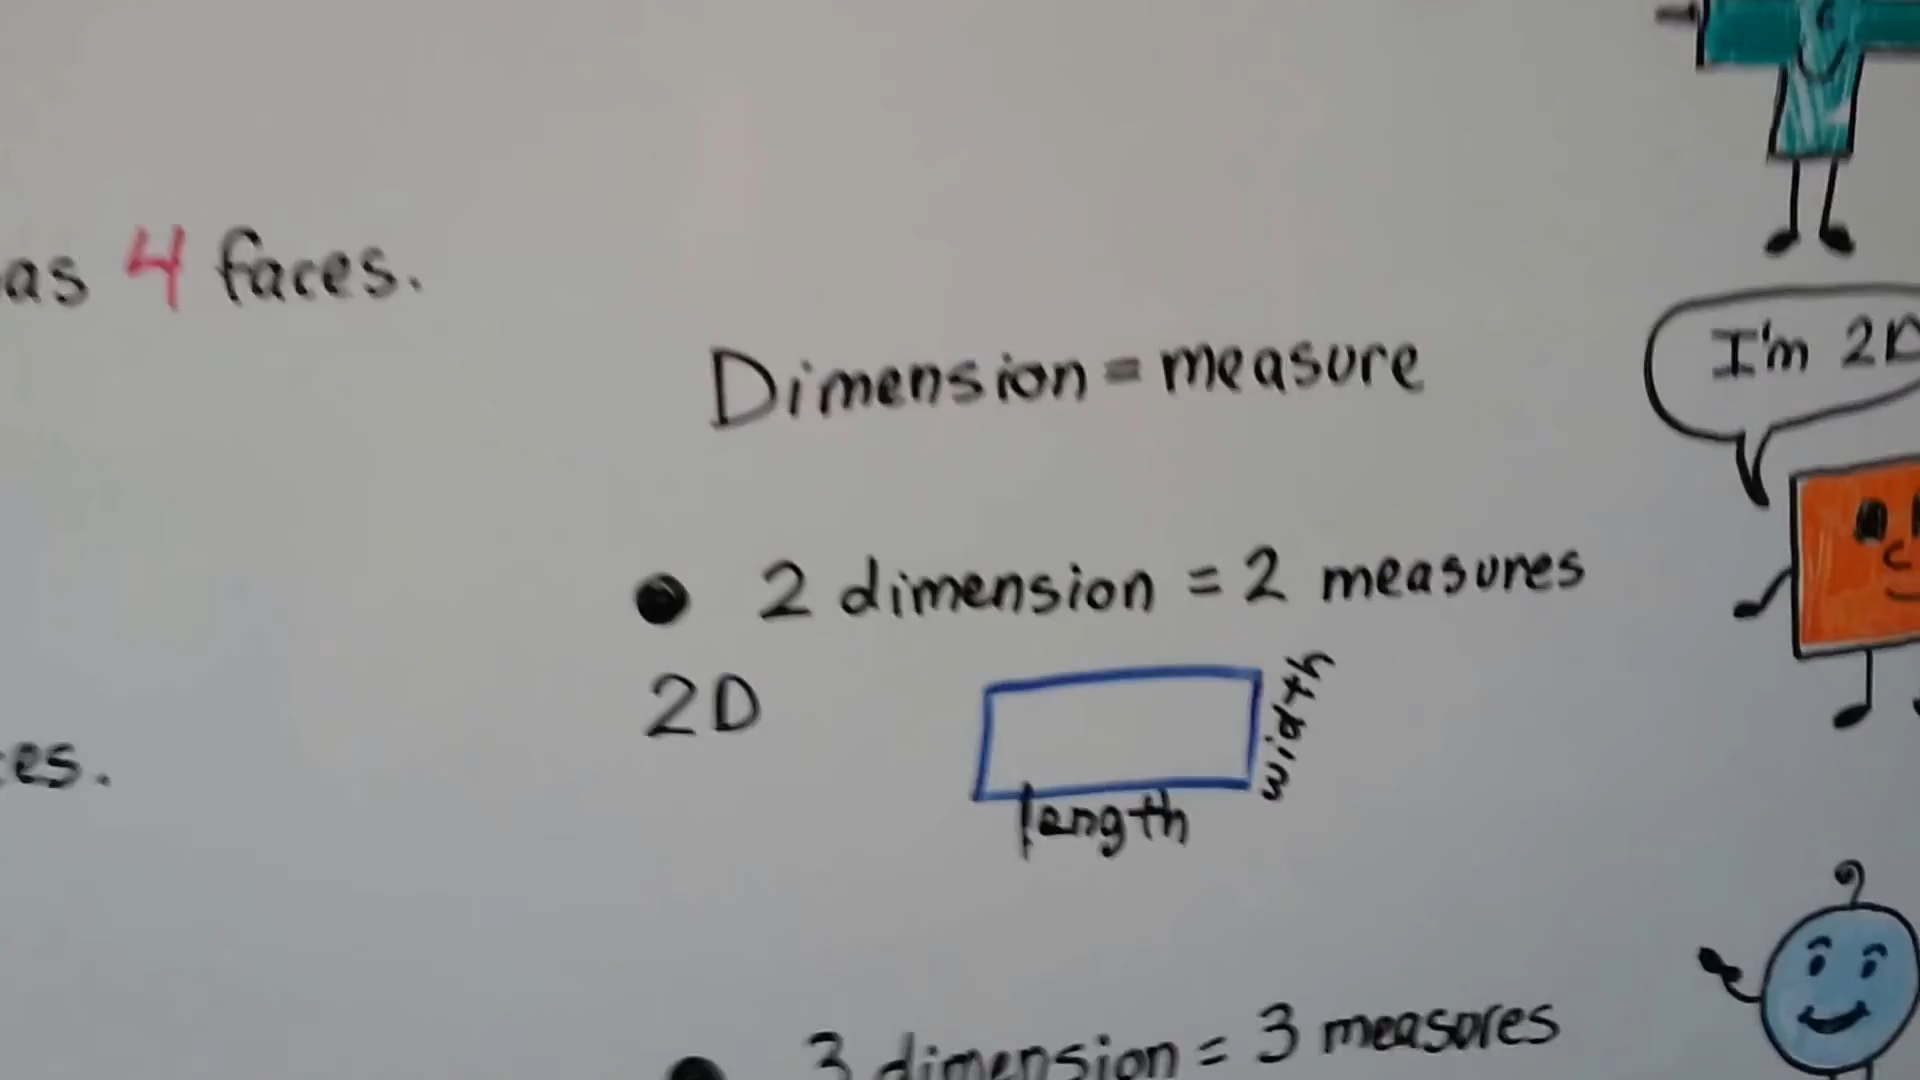 as 4 faces.
Dimension = measure
I'm 2D
2 dimension = 2 measures
2D
width
length
es.
3 dimension = 3 measures